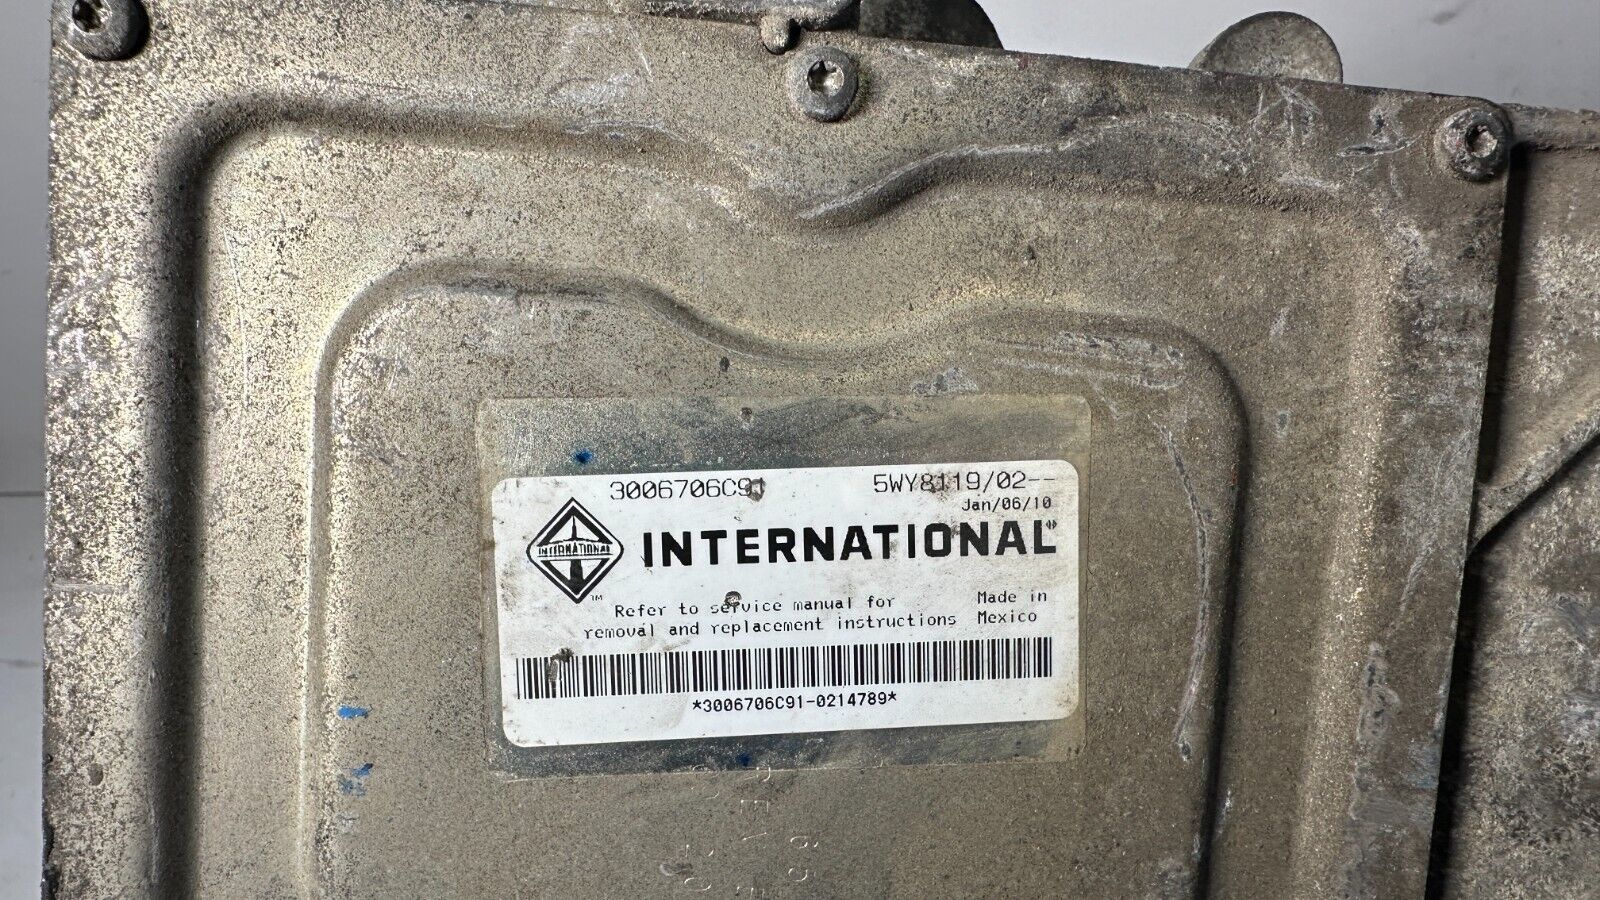 3006706C91 5WY8119/02--
Jan/06/10
INTERNATIONAL
INTERNATIONAL®
TM
Refer to service manual for Made in
removal and replacement instructions Mexico
*3006706C91-0214789*